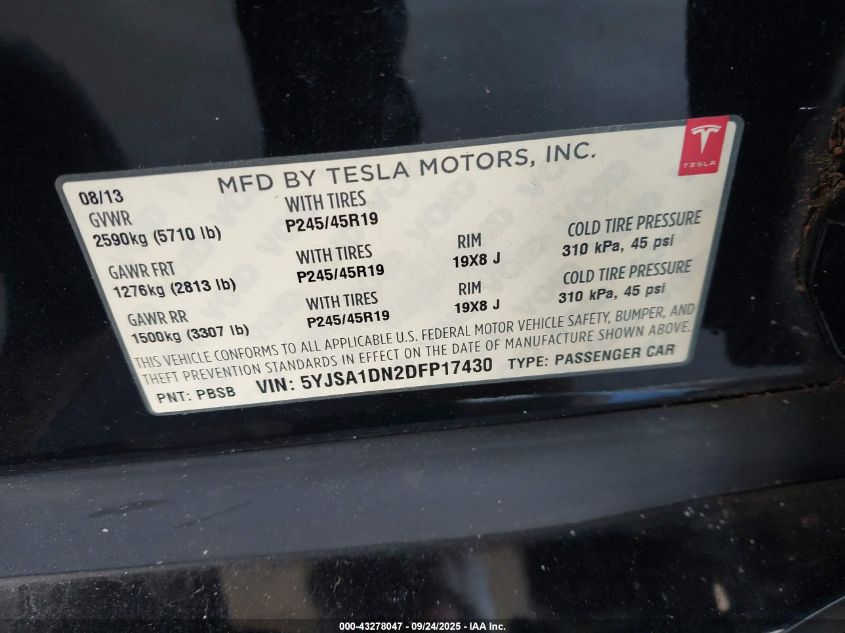 MFD BY TESLA MOTORS, INC.
TESLA
08/13
GVWR
2590kg (5710 lb)
WITH TIRES
P245/45R19
GAWR FRT
1276kg (2813 lb)
WITH TIRES
P245/45R19
RIM
19X8 J
COLD TIRE PRESSURE
310 kPa, 45 psi
GAWR RR
1500kg (3307 lb)
WITH TIRES
P245/45R19
RIM
19X8 J
COLD TIRE PRESSURE
310 kPa, 45 psi
THIS VEHICLE CONFORMS TO ALL APPLICABLE U.S. FEDERAL MOTOR VEHICLE SAFETY, BUMPER, AND
THEFT PREVENTION STANDARDS IN EFFECT ON THE DATE OF MANUFACTURE SHOWN ABOVE.
PNT: PBSB VIN: 5YJSA1DN2DFP17430 TYPE: PASSENGER CAR
000-43278047 - 09/24/2025 - IAA Inc.